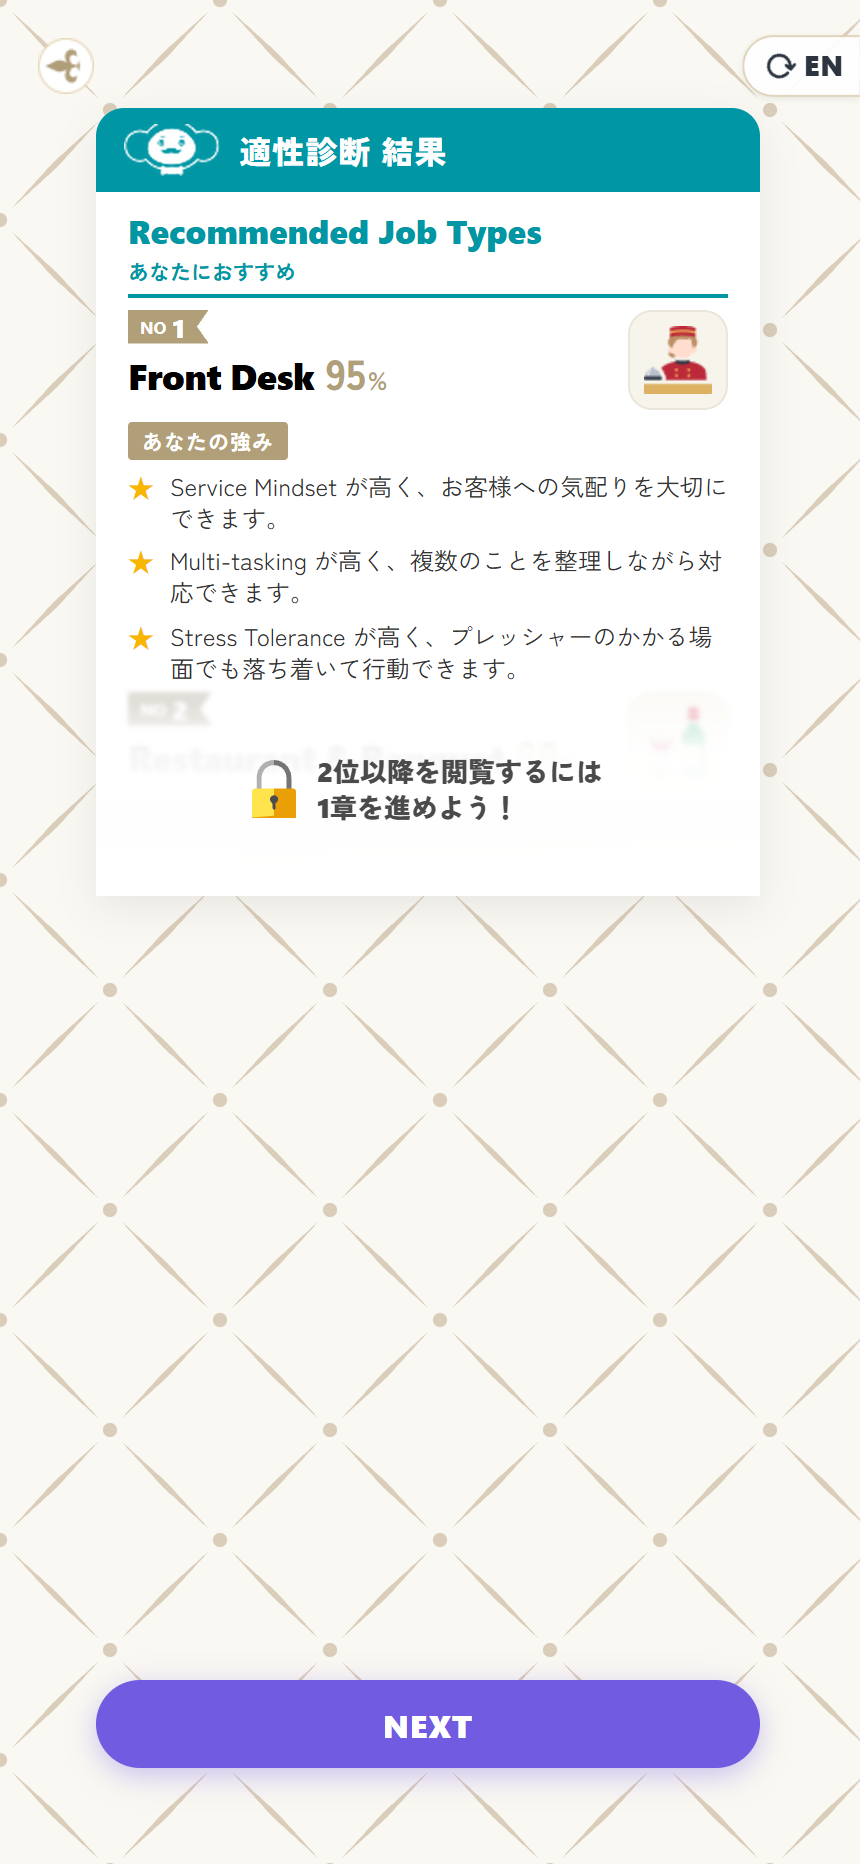 EN
適性診断 結果
Recommended Job Types
あなたにおすすめ
NO 1
Front Desk 95%
あなたの強み
★ Service Mindset が高く、お客様への気配りを大切に
できます。
★ Multi-tasking が高く、複数のことを整理しながら対
応できます。
★ Stress Tolerance が高く、プレッシャーのかかる場
面でも落ち着いて行動できます。
NO 2
2位以降を閲覧するには
1章を進めよう！
NEXT